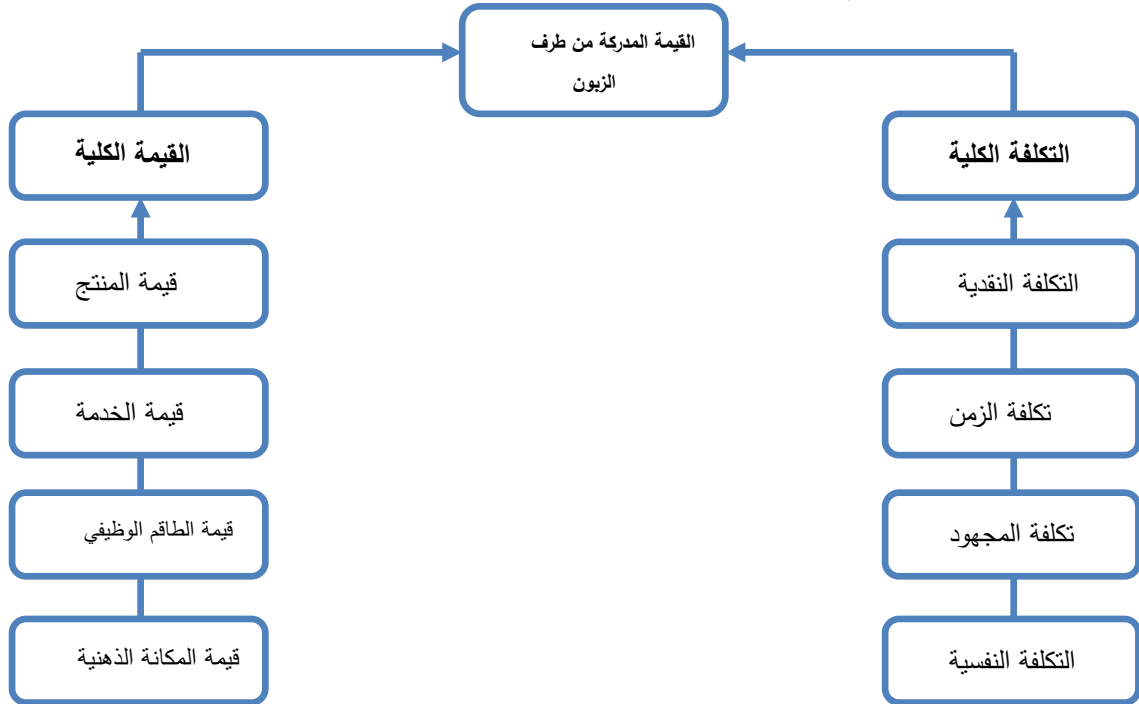 القيمة المدركة من طرف
الزبون
التكلفة الكلية
القيمة الكلية
التكلفة النقدية
قيمة المنتج
تكلفة الزمن
قيمة الخدمة
تكلفة المجهود
قيمة الطاقم الوظيفي
التكلفة النفسية
قيمة المكانة الذهنية